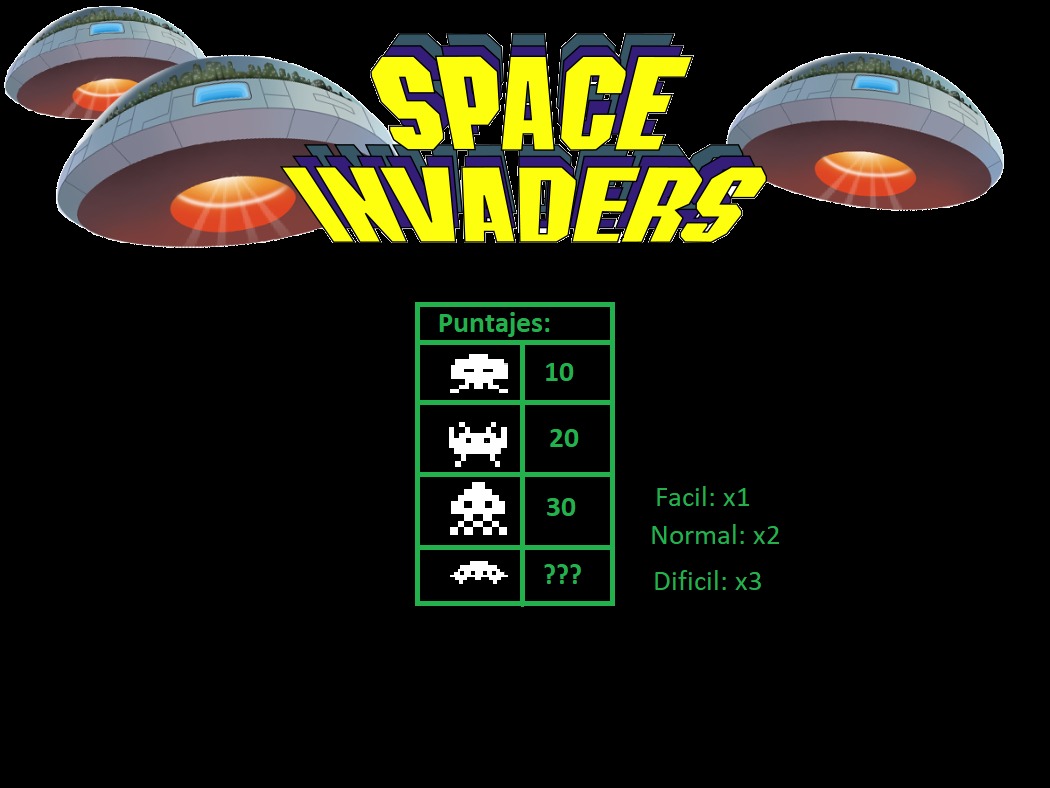 SPACE
INVADERS
Puntajes:
10
20
30
???
Facil: x1
Normal: x2
Dificil: x3